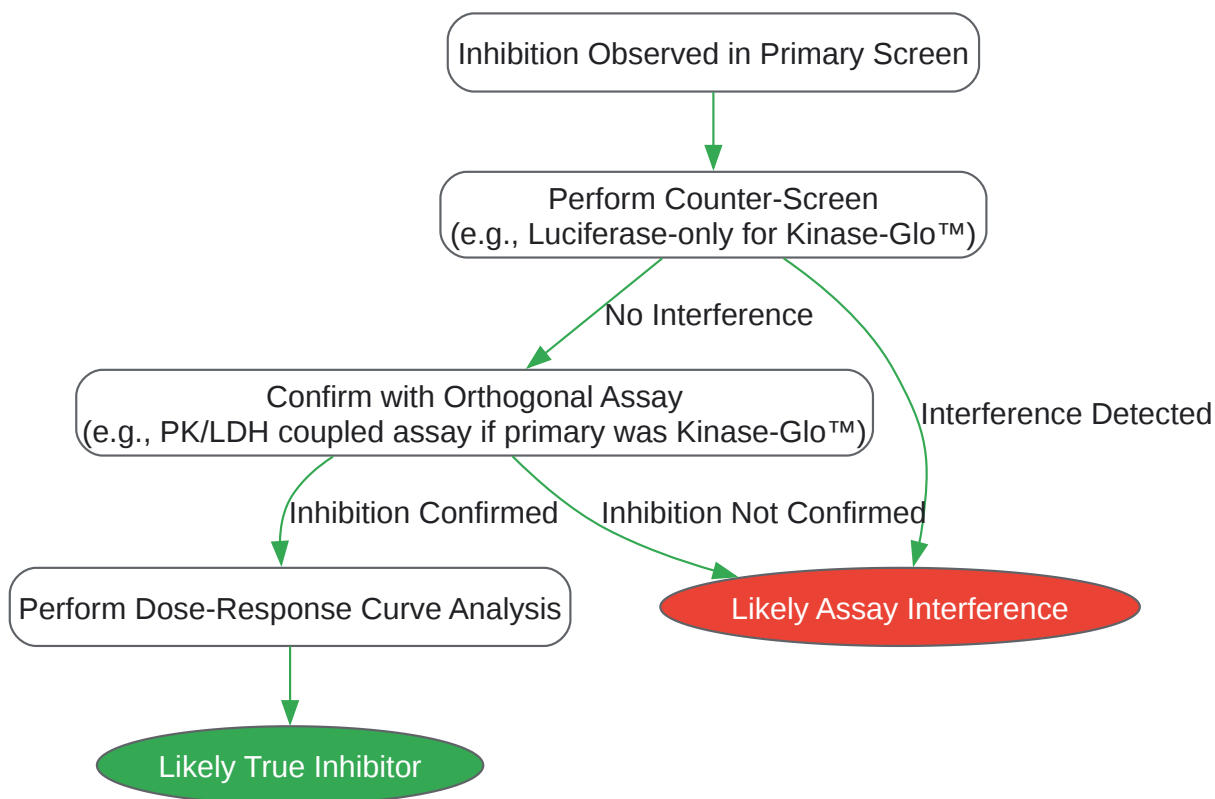 Inhibition Observed in Primary Screen
Perform Counter-Screen
(e.g., Luciferase-only for Kinase-Glo™)
No Interference
Confirm with Orthogonal Assay
(e.g., PK/LDH coupled assay if primary was Kinase-Glo™)
Interference Detected
Inhibition Confirmed
Inhibition Not Confirmed
Perform Dose-Response Curve Analysis
Likely Assay Interference
Likely True Inhibitor